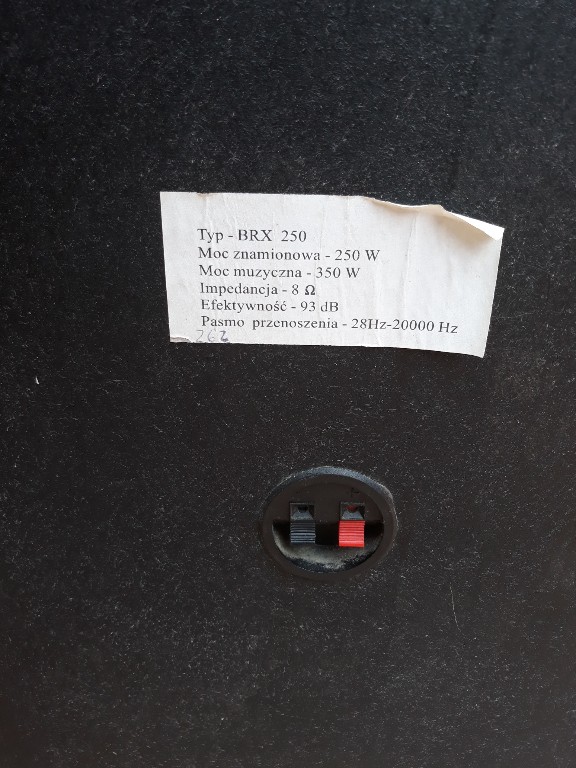 Typ - BRX 250
Moc znamionowa - 250 W
Moc muzyczna - 350 W
Impedancja - 8 Ω
Efektywność - 93 dB
Pasmo przenoszenia - 28Hz-20000 Hz
262